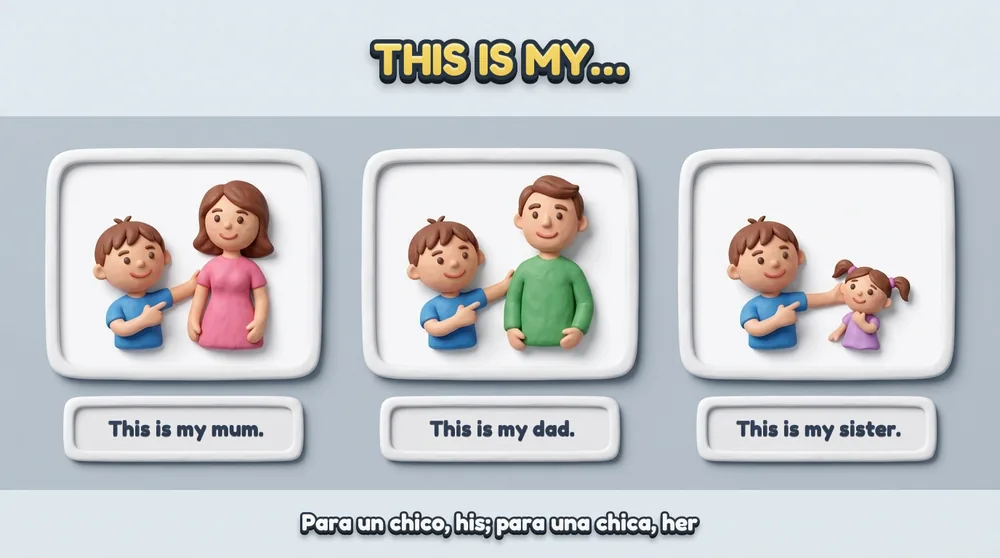 THIS IS MY...
This is my mum.
This is my dad.
This is my sister.
Para un chico, his; para una chica, her